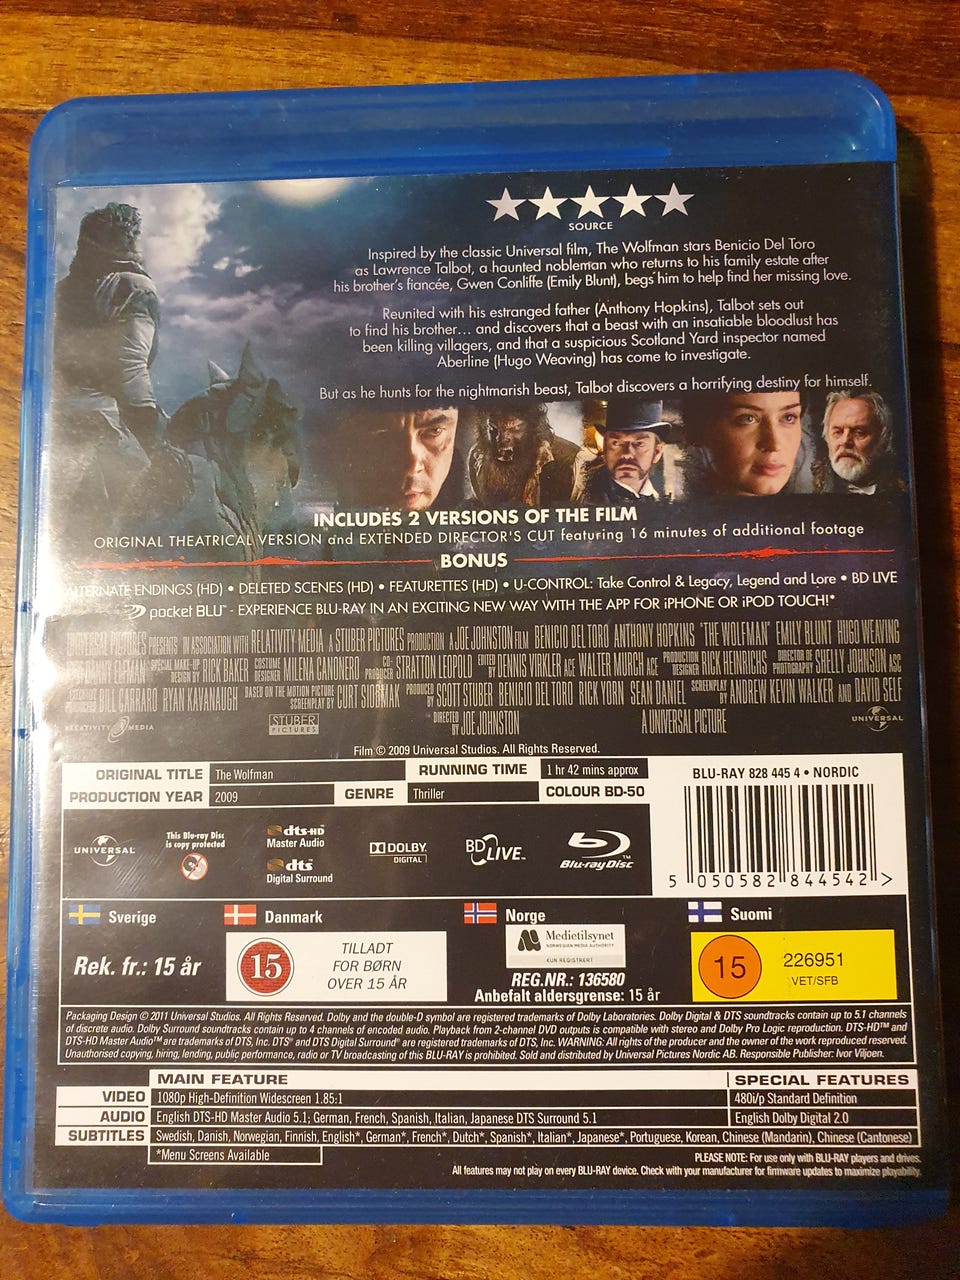 SOURCE
Inspired by the classic Universal film, The Wolfman stars Benicio Del Toro
as Lawrence Talbot, a haunted nobleman who returns to his family estate after
his brother's fiancée, Gwen Conliffe (Emily Blunt), begs him to help find her missing love.
Reunited with his estranged father (Anthony Hopkins), Talbot sets out
to find his brother... and discovers that a beast with an insatiable bloodlust has
been killing villagers, and that a suspicious Scotland Yard inspector named
Aberline (Hugo Weaving) has come to investigate.
But as he hunts for the nightmarish beast, Talbot discovers a horrifying destiny for himself.
INCLUDES 2 VERSIONS OF THE FILM
ORIGINAL THEATRICAL VERSION and EXTENDED DIRECTOR'S CUT featuring 16 minutes of additional footage
BONUS
ALTERNATE ENDINGS (HD) • DELETED SCENES (HD) • FEATURETTES (HD) • U-CONTROL: Take Control & Legacy, Legend and Lore • BD LIVE
pocket BLU™ - EXPERIENCE BLU-RAY IN AN EXCITING NEW WAY WITH THE APP FOR iPHONE OR iPOD TOUCH!*
UNIVERSAL PICTURES PRESENTS IN ASSOCIATION WITH RELATIVITY MEDIA A STUBER PICTURES PRODUCTION A JOE JOHNSTON FILM BENICIO DEL TORO ANTHONY HOPKINS "THE WOLFMAN" EMILY BLUNT HUGO WEAVING
ELFMAN SPECIAL MAKE-UP DESIGN BY RICK BAKER COSTUME DESIGNER MILENA CANONERO CO-PRODUCER STRATTON LEOPOLD EDITED BY DENNIS VIRKLER ACE WALTER MURCH ACE PRODUCTION DESIGNER RICK HEINRICHS DIRECTOR OF PHOTOGRAPHY SHELLY JOHNSON ASC
BILL CARRARO RYAN KAVANAUGH BASED ON THE MOTION PICTURE SCREENPLAY BY CURT SIODMAK PRODUCED BY SCOTT STUBER BENICIO DEL TORO RICK YORN SEAN DANIEL SCREENPLAY BY ANDREW KEVIN WALKER AND DAVID SELF
RELATIVITY MEDIA STUBER PICTURES DIRECTED BY JOE JOHNSTON A UNIVERSAL PICTURE UNIVERSAL
Film © 2009 Universal Studios. All Rights Reserved.
ORIGINAL TITLE The Wolfman RUNNING TIME 1 hr 42 mins approx
PRODUCTION YEAR 2009 GENRE Thriller COLOUR BD-50
BLU-RAY 828 445 4 • NORDIC
5 050582 844542 >
UNIVERSAL
This Blu-ray Disc
is copy protected
dts-HD
Master Audio
dts™
Digital Surround
DOLBY
DIGITAL
BD LIVE™
Blu-ray Disc™
Sverige
Rek. fr.: 15 år
Danmark
15
TILLADT
FOR BØRN
OVER 15 ÅR
Norge
Medietilsynet
NORWEGIAN MEDIA AUTHORITY
KUN REGISTRERT
REG.NR.: 136580
Anbefalt aldersgrense: 15 år
Suomi
15
226951
VET/SFB
Packaging Design © 2011 Universal Studios. All Rights Reserved. Dolby and the double-D symbol are registered trademarks of Dolby Laboratories. Dolby Digital & DTS soundtracks contain up to 5.1 channels
of discrete audio. Dolby Surround soundtracks contain up to 4 channels of encoded audio. Playback from 2-channel DVD outputs is compatible with stereo and Dolby Pro Logic reproduction. DTS-HD™ and
DTS-HD Master Audio™ are trademarks of DTS, Inc. DTS® and DTS Digital Surround® are registered trademarks of DTS, Inc. WARNING: All rights of the producer and the owner of the work reproduced reserved.
Unauthorised copying, hiring, lending, public performance, radio or TV broadcasting of this BLU-RAY is prohibited. Sold and distributed by Universal Pictures Nordic AB. Responsible Publisher: Ivor Viljoen.
MAIN FEATURE SPECIAL FEATURES
VIDEO 1080p High-Definition Widescreen 1.85:1 480i/p Standard Definition
AUDIO English DTS-HD Master Audio 5.1; German, French, Spanish, Italian, Japanese DTS Surround 5.1 English Dolby Digital 2.0
SUBTITLES Swedish, Danish, Norwegian, Finnish, English*, German*, French*, Dutch*, Spanish*, Italian*, Japanese*, Portuguese, Korean, Chinese (Mandarin), Chinese (Cantonese)
*Menu Screens Available
PLEASE NOTE: For use only with BLU-RAY players and drives.
All features may not play on every BLU-RAY device. Check with your manufacturer for firmware updates to maximize playability.